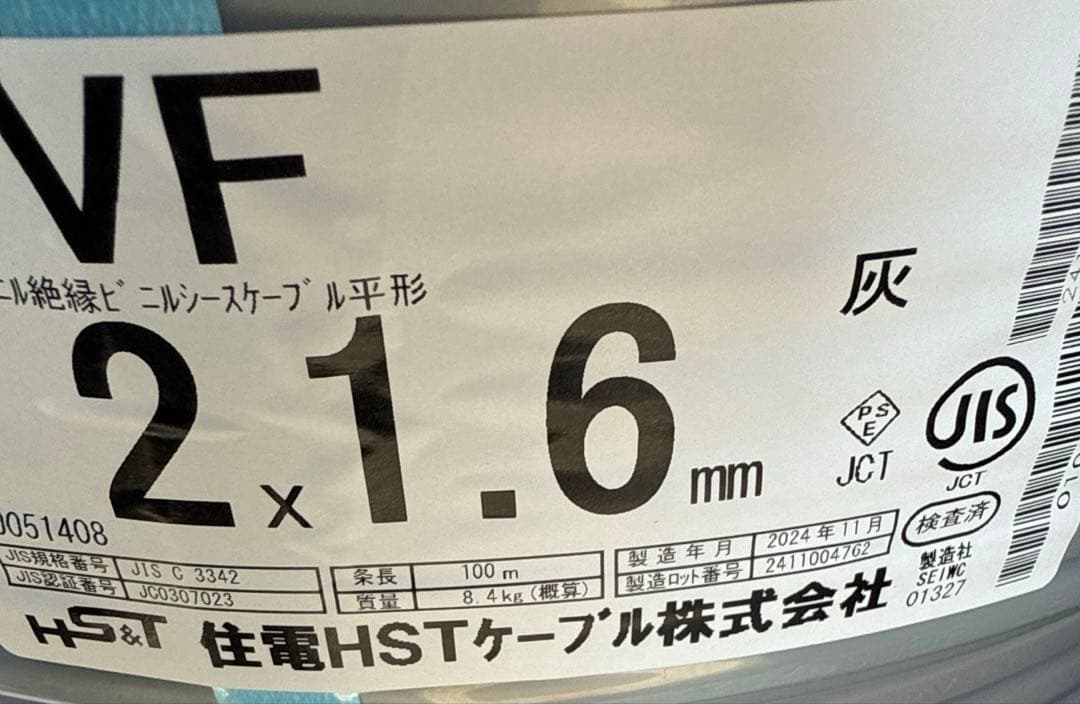 VF
ニル絶縁ビニルシースケーブル平形
灰
2×1.6mm
PSE
JCT
JIS
JCT
0051408
検査済
JIS規格番号 JIS C 3342
JIS認証番号 JC0307023
条長 100m
質量 8.4kg(概算)
製造年月 2024年11月
製造ロット番号 2411004762
製造社
SEIWC
01327
HS&T 住電HSTケーブル株式会社